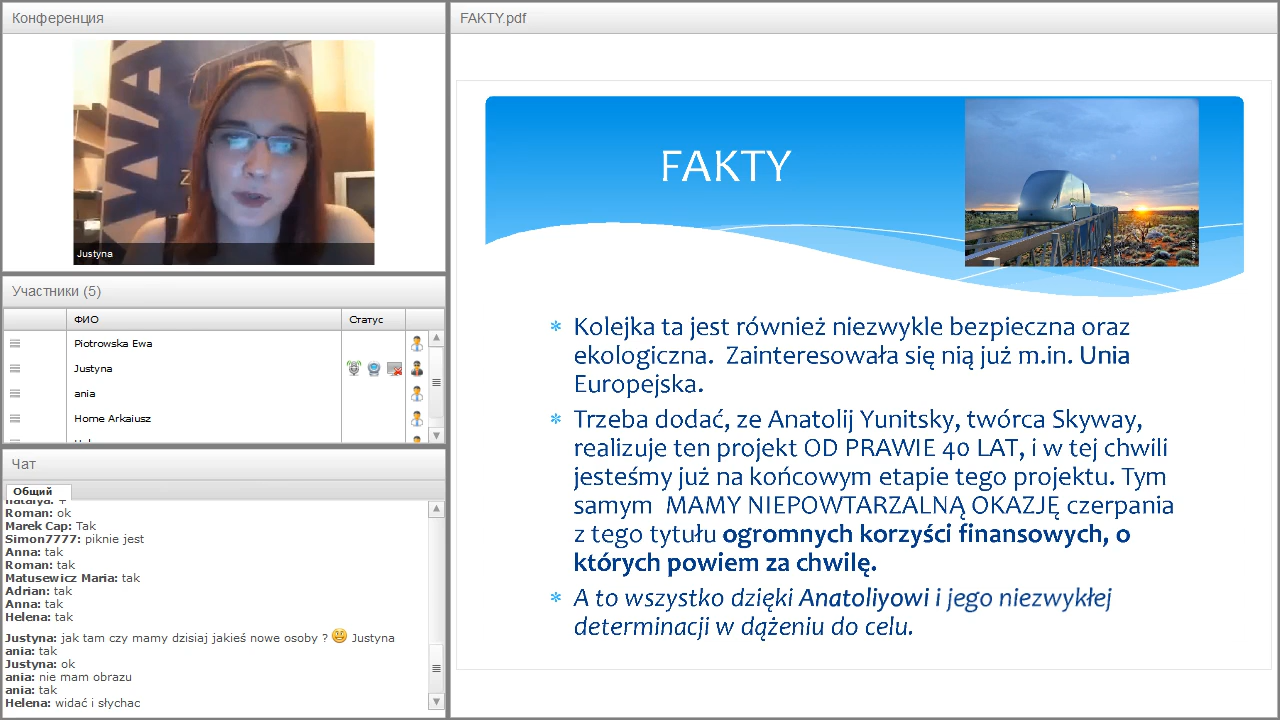 Конференция
WAY
Z
Justyna
Участники (5)
ФИО
Статус
Piotrowska Ewa
Justyna
ania
Home Arkaiusz
Чат
Общий
natalya: +
Roman: ok
Marek Cap: Tak
Simon7777: piknie jest
Anna: tak
Roman: tak
Matusewicz Maria: tak
Adrian: tak
Anna: tak
Helena: tak
Justyna: jak tam czy mamy dzisiaj jakieś nowe osoby ? Justyna
ania: tak
Justyna: ok
ania: nie mam obrazu
ania: tak
Helena: widać i słychac
FAKTY.pdf
FAKTY
* Kolejka ta jest również niezwykle bezpieczna oraz
ekologiczna. Zainteresowała się nią już m.in. Unia
Europejska.
* Trzeba dodać, ze Anatolij Yunitsky, twórca Skyway,
realizuje ten projekt OD PRAWIE 40 LAT, i w tej chwili
jesteśmy już na końcowym etapie tego projektu. Tym
samym MAMY NIEPOWTARZALNĄ OKAZJĘ czerpania
z tego tytułu ogromnych korzyści finansowych, o
których powiem za chwilę.
* A to wszystko dzięki Anatoliyowi i jego niezwykłej
determinacji w dążeniu do celu.